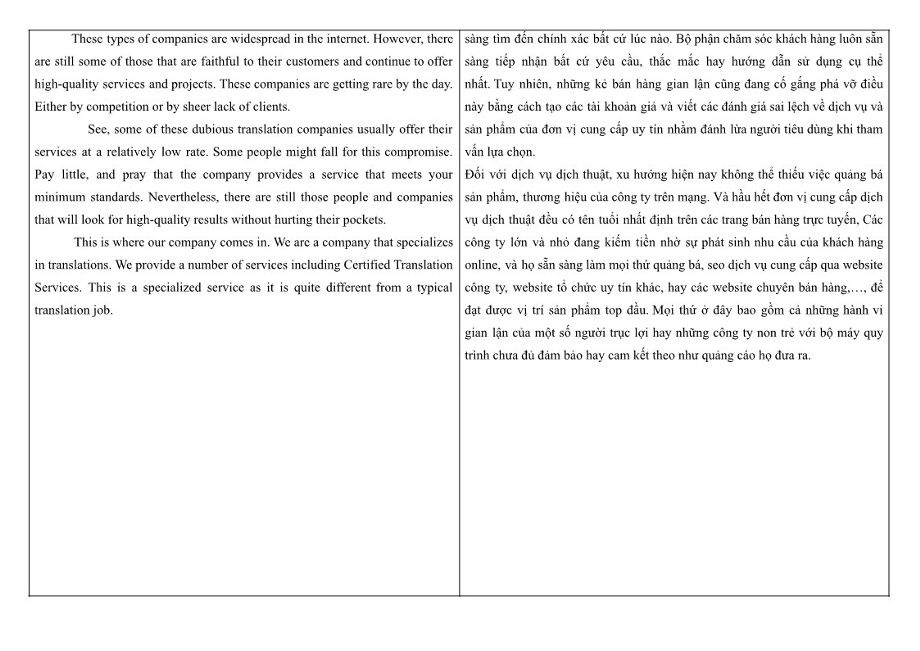 These types of companies are widespread in the internet. However, there
are still some of those that are faithful to their customers and continue to offer
high-quality services and projects. These companies are getting rare by the day.
Either by competition or by sheer lack of clients.
See, some of these dubious translation companies usually offer their
services at a relatively low rate. Some people might fall for this compromise.
Pay little, and pray that the company provides a service that meets your
minimum standards. Nevertheless, there are still those people and companies
that will look for high-quality results without hurting their pockets.
This is where our company comes in. We are a company that specializes
in translations. We provide a number of services including Certified Translation
Services. This is a specialized service as it is quite different from a typical
translation job.
sàng tìm đến chính xác bất cứ lúc nào. Bộ phận chăm sóc khách hàng luôn sẵn
sàng tiếp nhận bất cứ yêu cầu, thắc mắc hay hướng dẫn sử dụng cụ thể
nhất. Tuy nhiên, những kẻ bán hàng gian lận cũng đang cố gắng phá vỡ điều
này bằng cách tạo các tài khoản giả và viết các đánh giá sai lệch về dịch vụ và
sản phẩm của đơn vị cung cấp uy tín nhằm đánh lừa người tiêu dùng khi tham
vấn lựa chọn.
Đối với dịch vụ dịch thuật, xu hướng hiện nay không thể thiếu việc quảng bá
sản phẩm, thương hiệu của công ty trên mạng. Và hầu hết đơn vị cung cấp dịch
vụ dịch thuật đều có tên tuổi nhất định trên các trang bán hàng trực tuyến, Các
công ty lớn và nhỏ đang kiếm tiền nhờ sự phát sinh nhu cầu của khách hàng
online, và họ sẵn sàng làm mọi thứ quảng bá, seo dịch vụ cung cấp qua website
công ty, website tổ chức uy tín khác, hay các website chuyên bán hàng,…, để
đạt được vị trí sản phẩm top đầu. Mọi thứ ở đây bao gồm cả những hành vi
gian lận của một số người trục lợi hay những công ty non trẻ với bộ máy quy
trình chưa đủ đảm bảo hay cam kết theo như quảng cáo họ đưa ra.